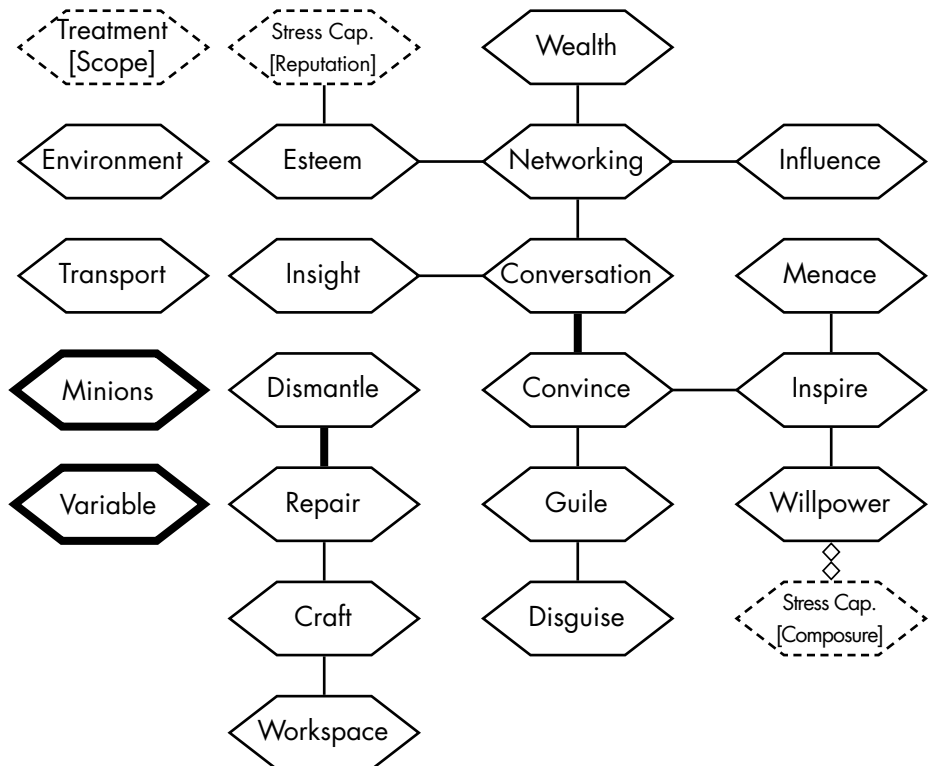 Treatment
[Scope]
Stress Cap.
[Reputation]
Wealth
Environment
Esteem
Networking
Influence
Transport
Insight
Conversation
Menace
Minions
Dismantle
Convince
Inspire
Variable
Repair
Guile
Willpower
Craft
Disguise
Stress Cap.
[Composure]
Workspace